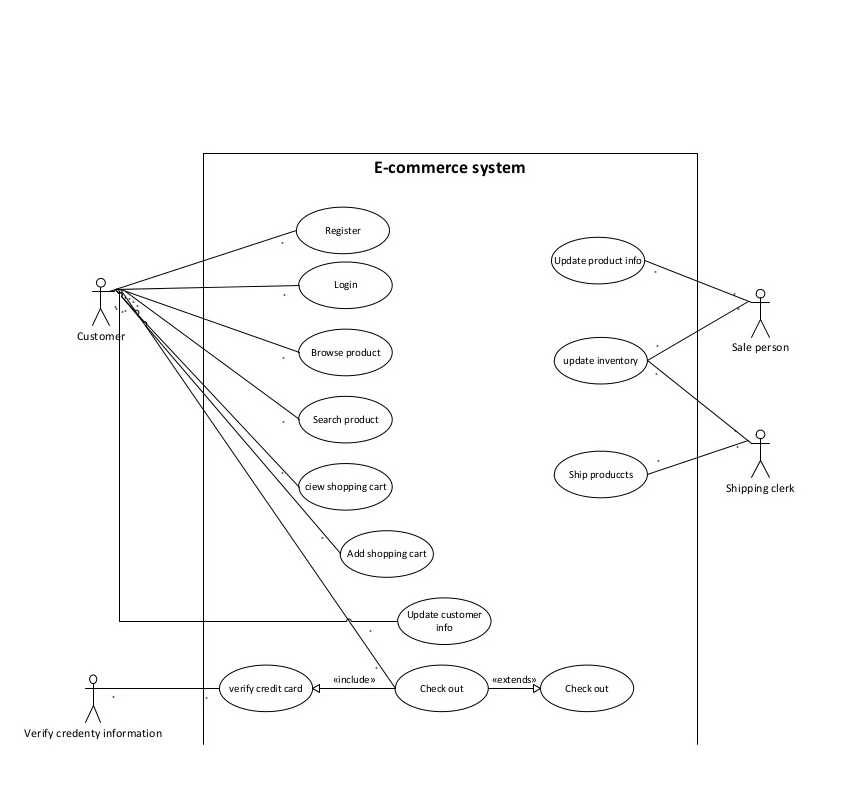 E-commerce system
Register
Login
Browse product
Search product
ciew shopping cart
Add shopping cart
Update customer
info
verify credit card
«include»
Check out
«extends»
Check out
Update product info
update inventory
Ship produccts
Customer
Verify credenty information
Sale person
Shipping clerk